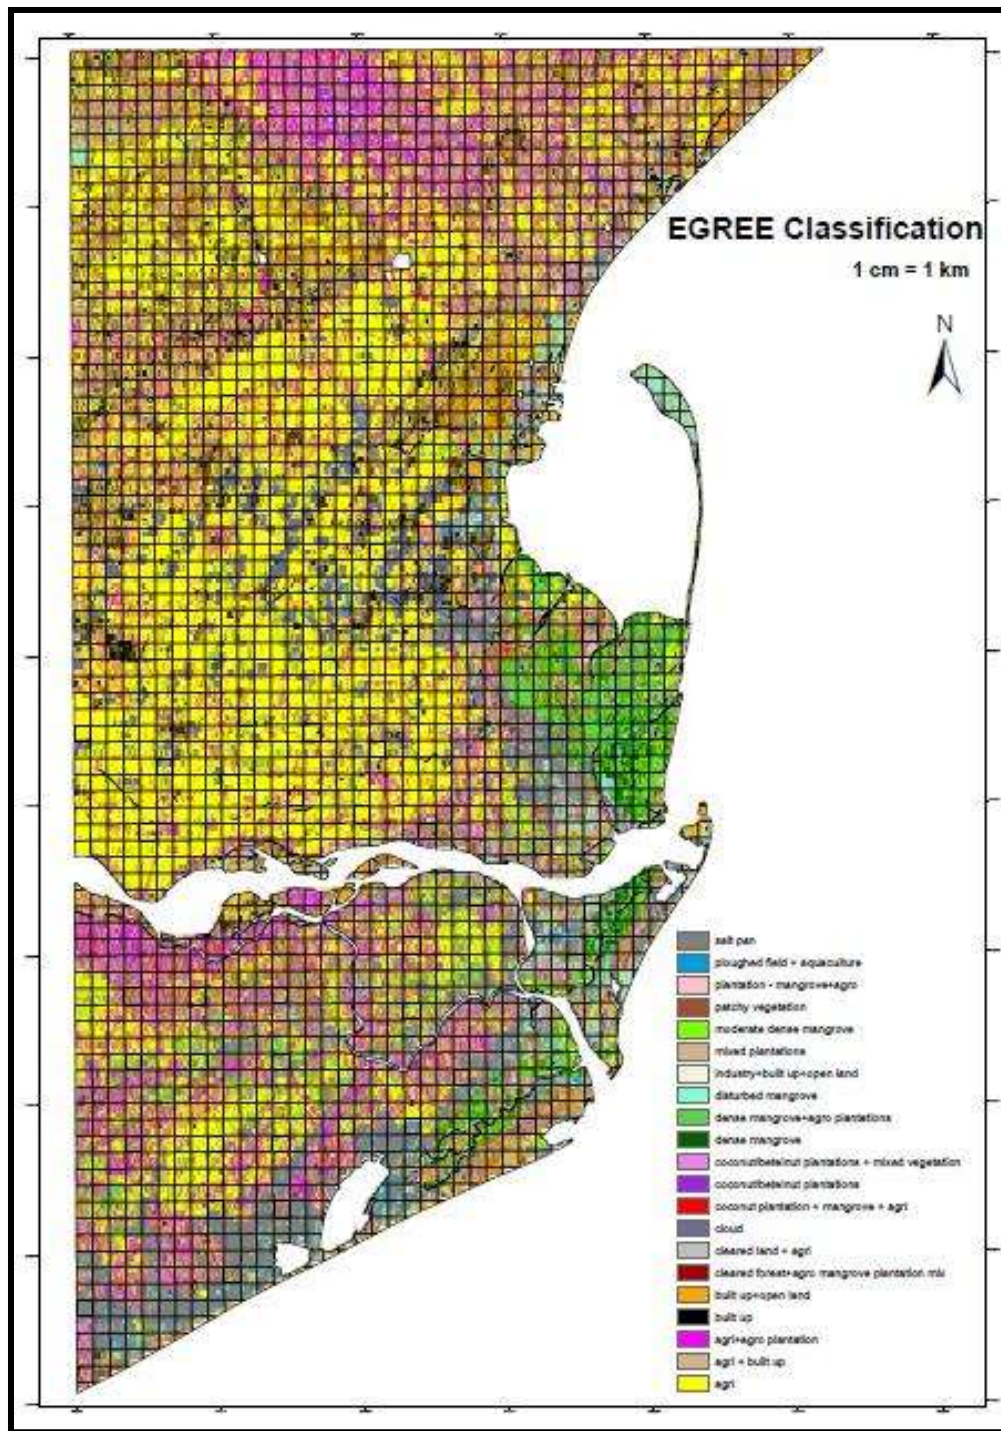 EGREE Classification
1 cm = 1 km
N
salt pan
ploughed field + aquaculture
plantation - mangrove+agro
patchy vegetation
moderate dense mangrove
mixed plantations
industry+built up+open land
disturbed mangrove
dense mangrove+agro plantations
dense mangrove
coconut/betelnut plantations + mixed vegetation
coconut/betelnut plantations
coconut plantation + mangrove + agri
cloud
cleared land + agri
cleared forest+agro mangrove plantation mix
built up+open land
built up
agri+agro plantation
agri + built up
agri